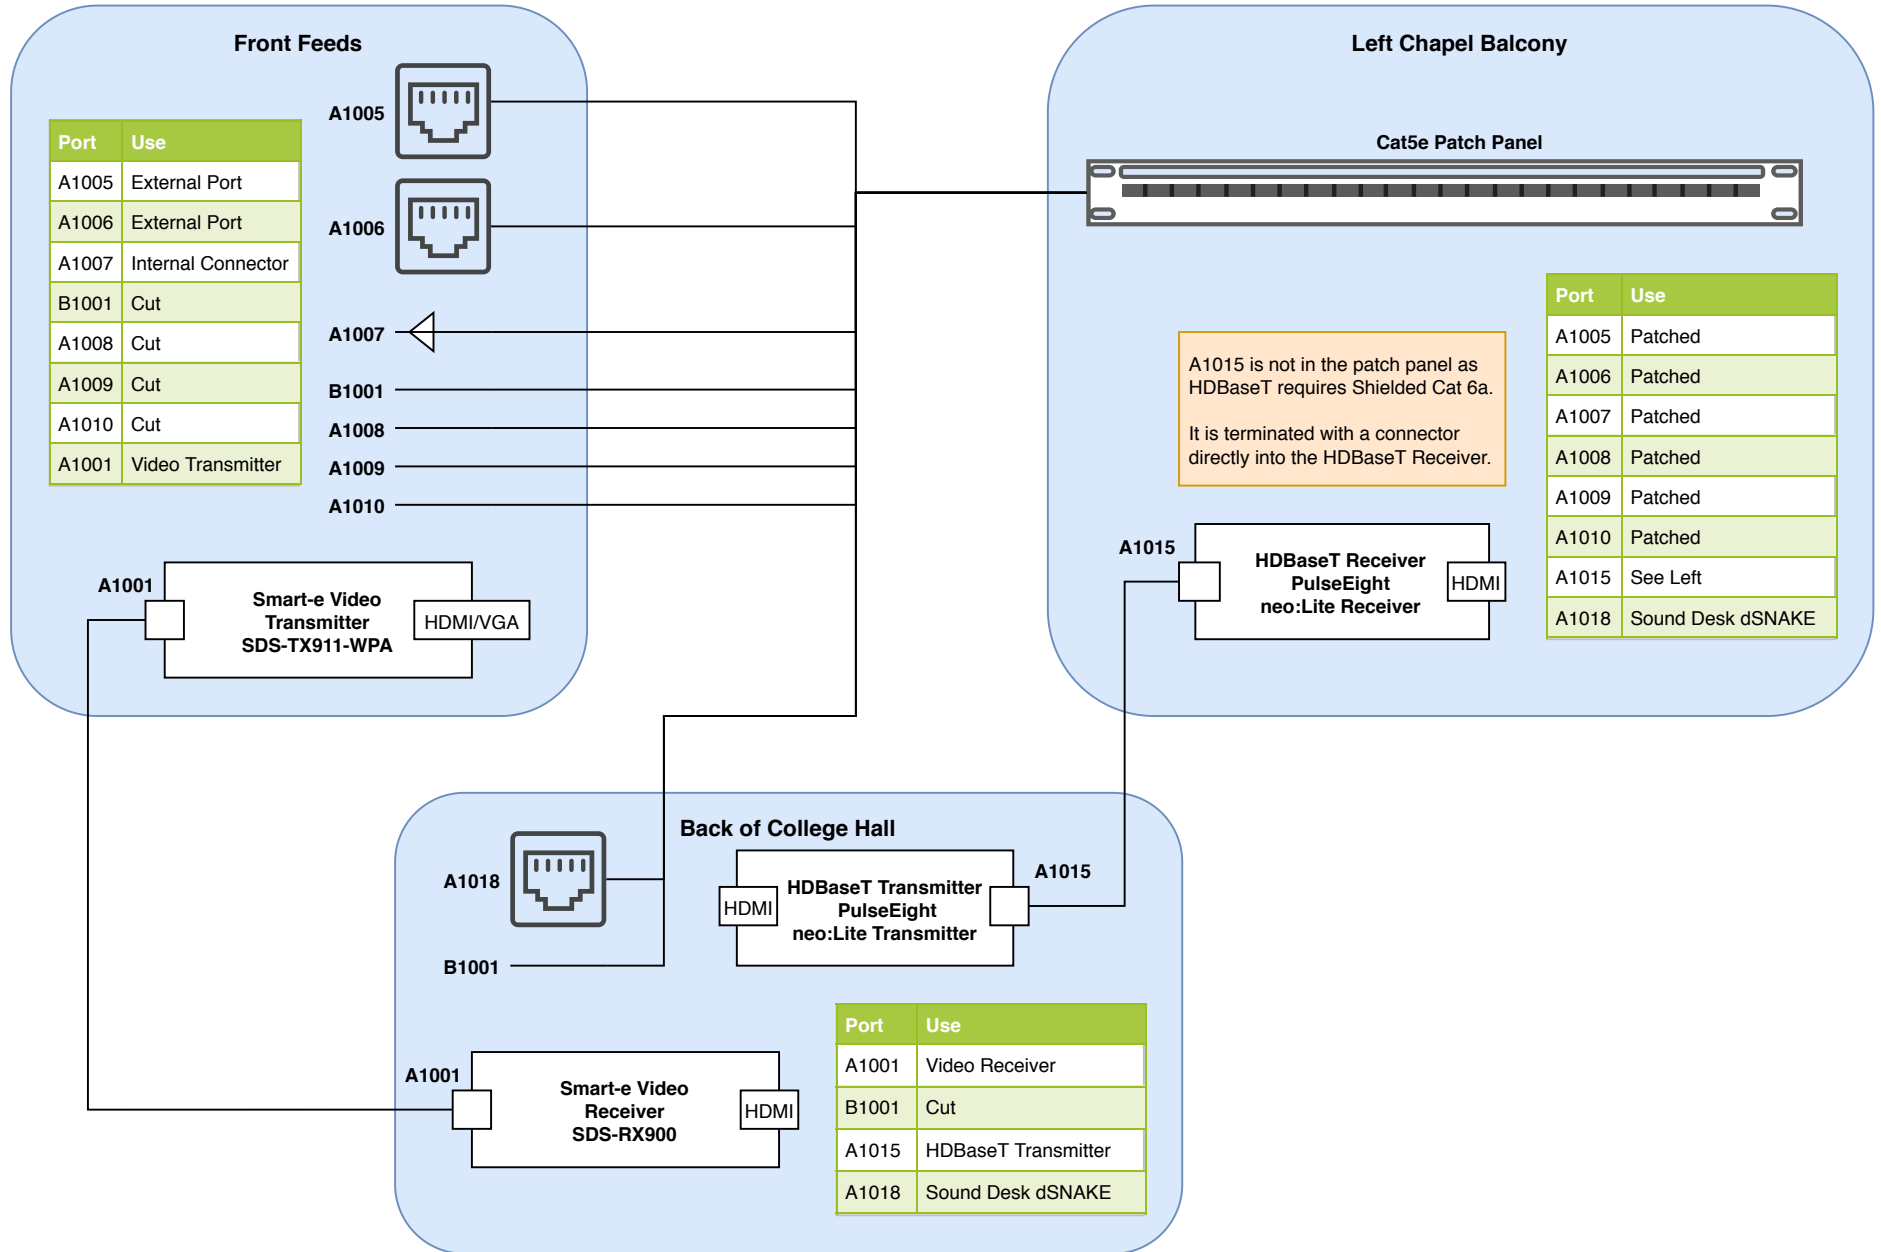 Front Feeds
A1005
Port Use
A1005 External Port
A1006 External Port
A1007 Internal Connector
B1001 Cut
A1008 Cut
A1009 Cut
A1010 Cut
A1001 Video Transmitter
A1006
A1007
B1001
A1008
A1009
A1010
A1001
Smart-e Video
Transmitter
SDS-TX911-WPA
HDMI/VGA
Left Chapel Balcony
Cat5e Patch Panel
A1015 is not in the patch panel as
HDBaseT requires Shielded Cat 6a.
It is terminated with a connector
directly into the HDBaseT Receiver.
Port Use
A1005 Patched
A1006 Patched
A1007 Patched
A1008 Patched
A1009 Patched
A1010 Patched
A1015 See Left
A1018 Sound Desk dSNAKE
A1015
HDBaseT Receiver
PulseEight
neo:Lite Receiver
HDMI
Back of College Hall
A1018
HDMI
HDBaseT Transmitter
PulseEight
neo:Lite Transmitter
A1015
B1001
A1001
Smart-e Video
Receiver
SDS-RX900
HDMI
Port Use
A1001 Video Receiver
B1001 Cut
A1015 HDBaseT Transmitter
A1018 Sound Desk dSNAKE